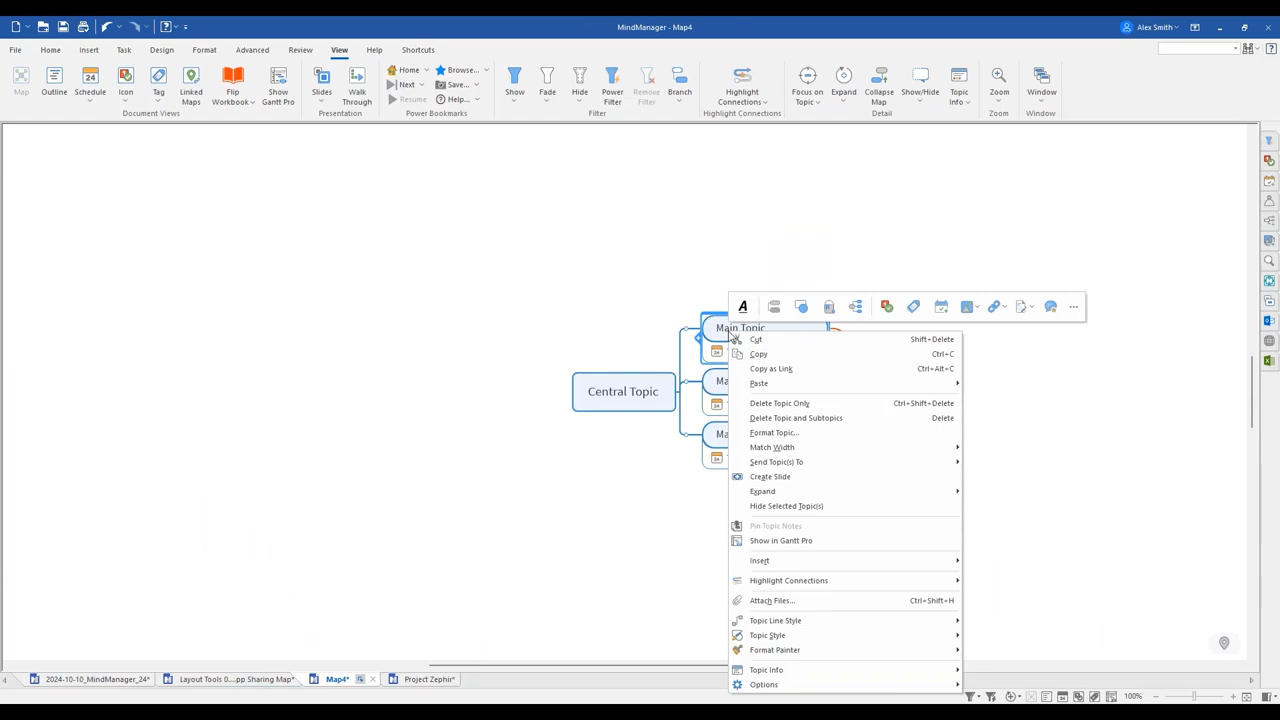 MindManager - Map4
Alex Smith
File Home Insert Task Design Format Advanced Review View Help Shortcuts
Map Outline Schedule Icon Tag Linked Maps Flip Workbook Show Gantt Pro
Slides Walk Through
Home Browse...
Next Save...
Resume Help...
Show Fade Hide Power Filter Remove Filter Branch
Highlight Connections
Focus on Topic Expand Collapse Map Show/Hide Topic Info
Zoom Window
Document Views Presentation Power Bookmarks Filter Highlight Connections Detail Zoom Window
A
Main Topic
Central Topic
Cut Shift+Delete
Copy Ctrl+C
Copy as Link Ctrl+Alt+C
Paste
Delete Topic Only Ctrl+Shift+Delete
Delete Topic and Subtopics Delete
Format Topic...
Match Width
Send Topic(s) To
Create Slide
Expand
Hide Selected Topic(s)
Pin Topic Notes
Show in Gantt Pro
Insert
Highlight Connections
Attach Files... Ctrl+Shift+H
Topic Line Style
Topic Style
Format Painter
Topic Info
Options
2024-10-10_MindManager_24* Layout Tools 0....pp Sharing Map* Map4* Project Zephir*
100%